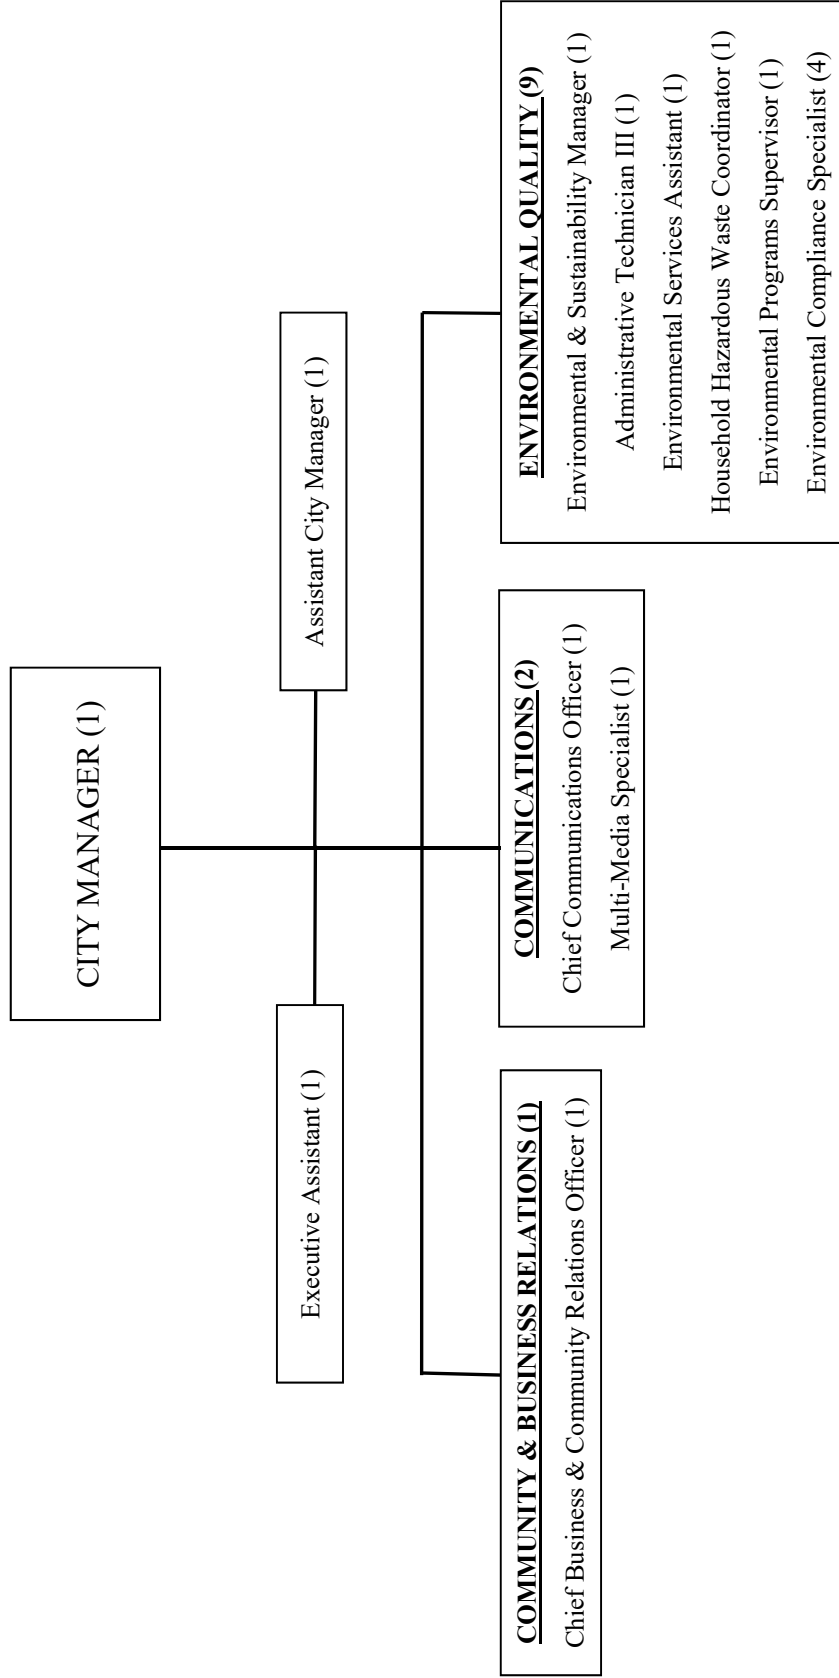 CITY MANAGER (1)
Executive Assistant (1)
Assistant City Manager (1)
COMMUNITY & BUSINESS RELATIONS (1)
Chief Business & Community Relations Officer (1)
COMMUNICATIONS (2)
Chief Communications Officer (1)
Multi-Media Specialist (1)
ENVIRONMENTAL QUALITY (9)
Environmental & Sustainability Manager (1)
Administrative Technician III (1)
Environmental Services Assistant (1)
Household Hazardous Waste Coordinator (1)
Environmental Programs Supervisor (1)
Environmental Compliance Specialist (4)